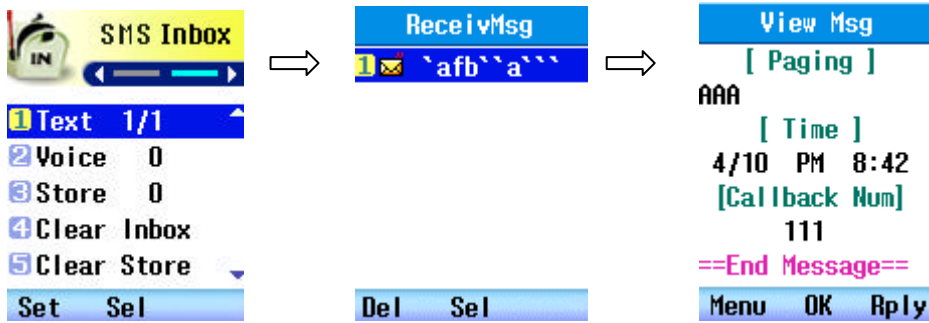 SMS Inbox
IN
1 Text 1/1
2 Voice 0
3 Store 0
4 Clear Inbox
5 Clear Store
Set Sel
ReceivMsg
1 `afb``a```
Del Sel
View Msg
[ Paging ]
AAA
[ Time ]
4/10 PM 8:42
[Callback Num]
111
==End Message==
Menu OK Rply